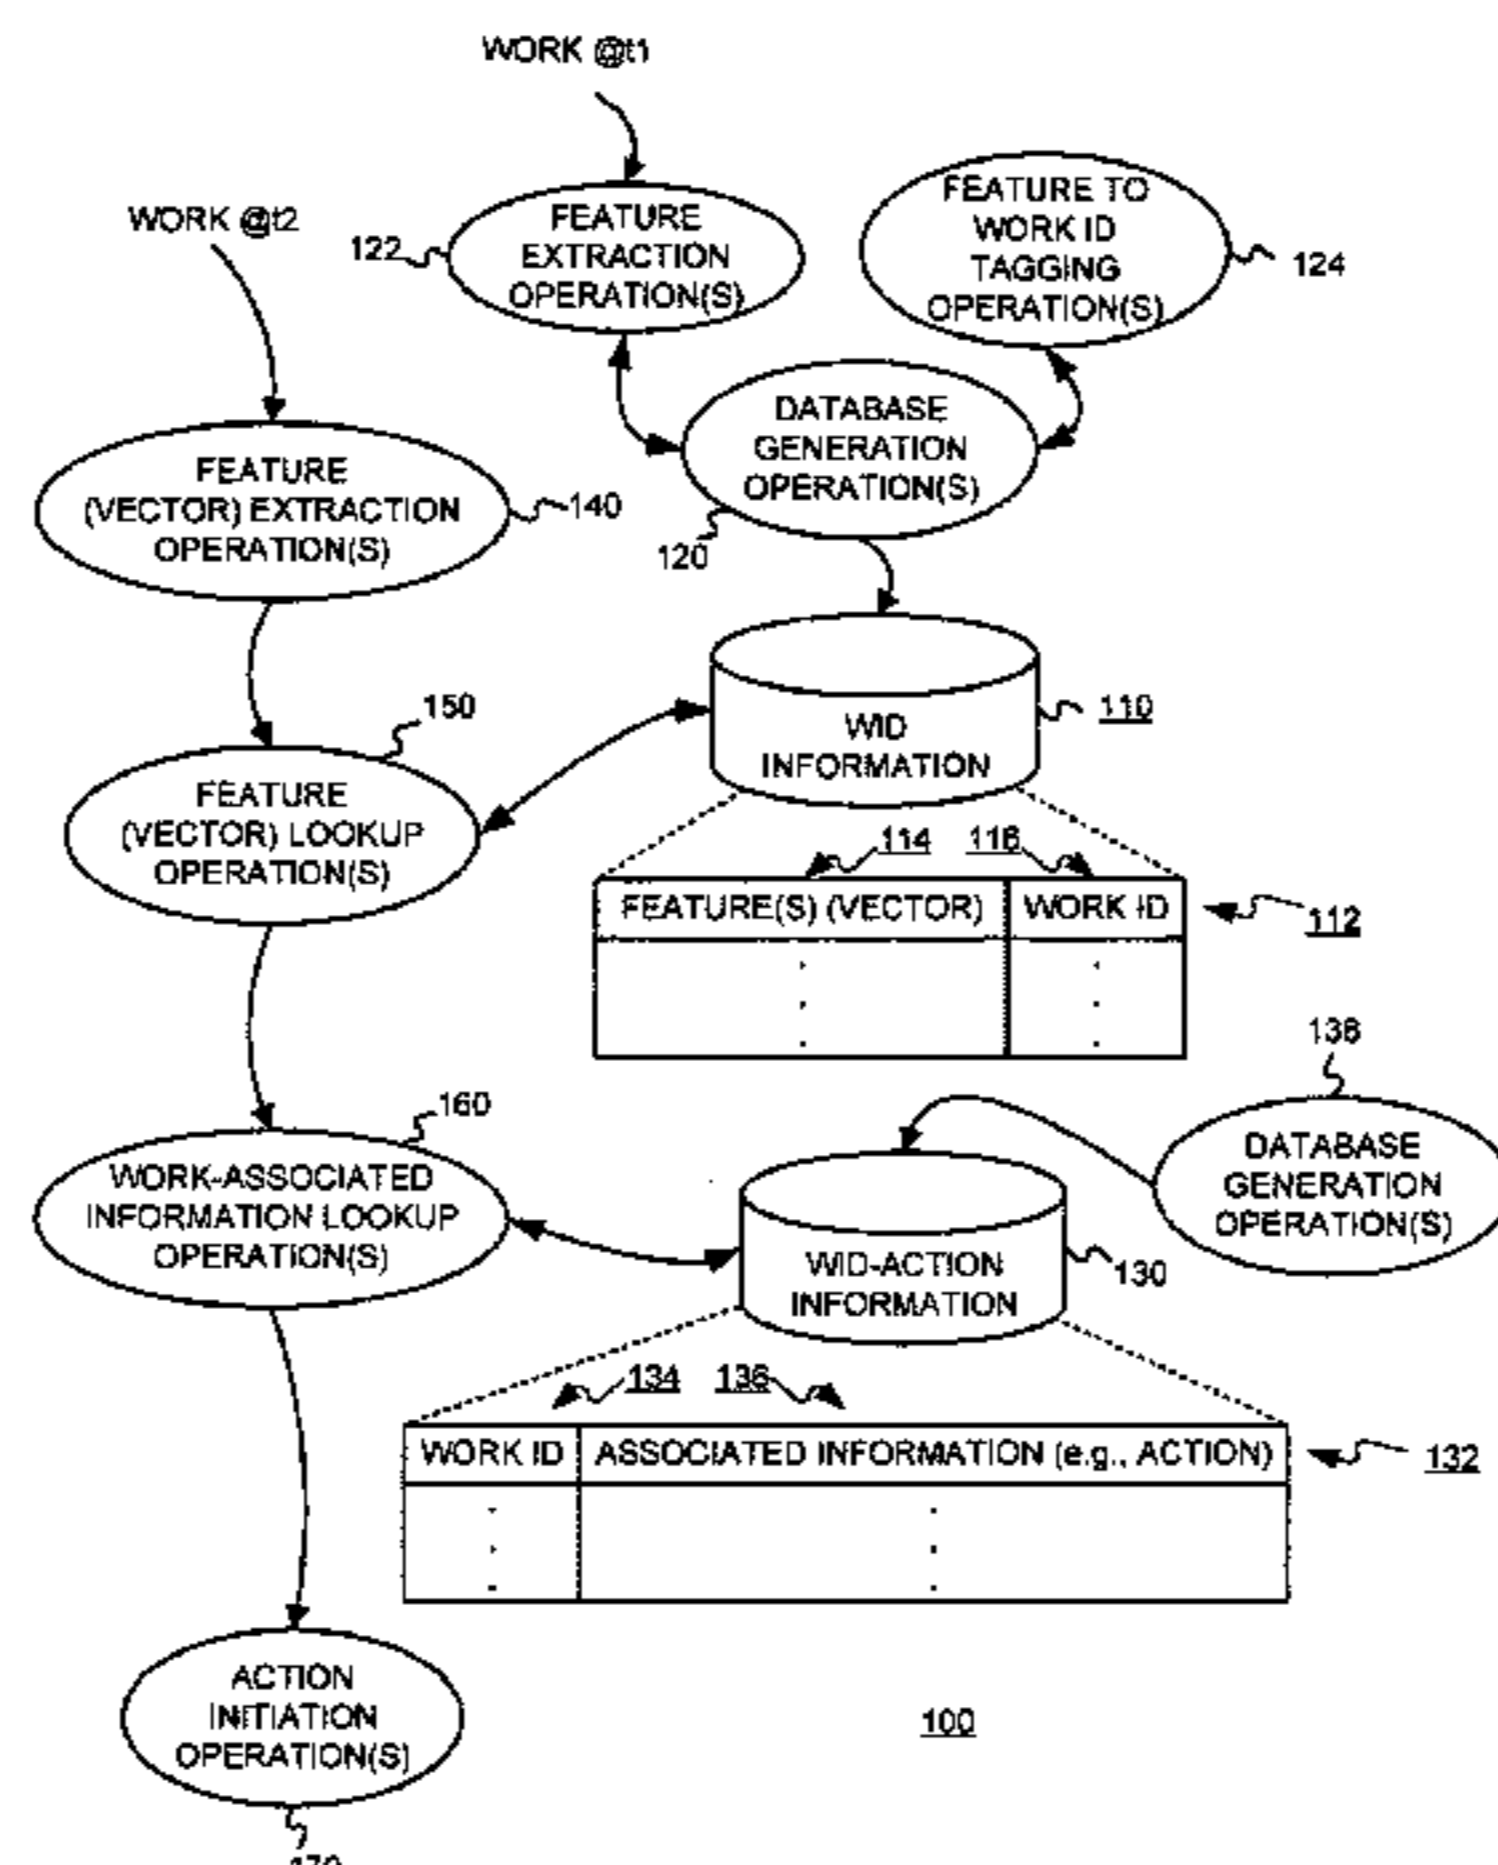 WORK @t1
WORK @t2
122
FEATURE
EXTRACTION
OPERATION(S)
FEATURE TO
WORK ID
TAGGING
OPERATION(S)
124
DATABASE
GENERATION
OPERATION(S)
120
FEATURE
(VECTOR) EXTRACTION
OPERATION(S)
140
150
FEATURE
(VECTOR) LOOKUP
OPERATION(S)
WID
INFORMATION
110
114 116
FEATURE(S) (VECTOR) WORK ID
112
138
DATABASE
GENERATION
OPERATION(S)
160
WORK-ASSOCIATED
INFORMATION LOOKUP
OPERATION(S)
WID-ACTION
INFORMATION
130
134 136
WORK ID ASSOCIATED INFORMATION (e.g., ACTION)
132
ACTION
INITIATION
OPERATION(S)
100